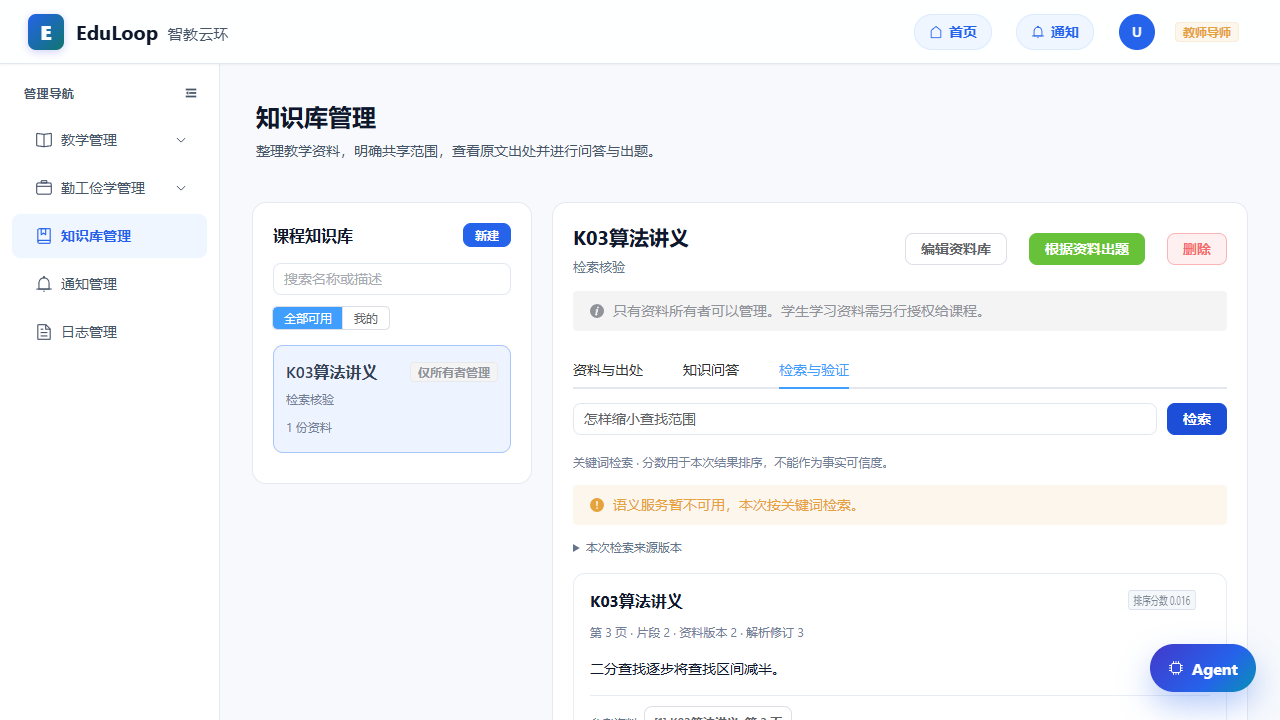 E EduLoop 智教云环
首页
通知
U
教师导师
管理导航
教学管理
勤工俭学管理
知识库管理
通知管理
日志管理
知识库管理
整理教学资料，明确共享范围，查看原文出处并进行问答与出题。
课程知识库
新建
搜索名称或描述
全部可用
我的
K03算法讲义
仅所有者管理
检索核验
1 份资料
K03算法讲义
检索核验
编辑资料库
根据资料出题
删除
只有资料所有者可以管理。学生学习资料需另行授权给课程。
资料与出处
知识问答
检索与验证
怎样缩小查找范围
检索
关键词检索 · 分数用于本次结果排序，不能作为事实可信度。
语义服务暂不可用，本次按关键词检索。
本次检索来源版本
K03算法讲义
排序分数 0.016
第 3 页 · 片段 2 · 资料版本 2 · 解析修订 3
二分查找逐步将查找区间减半。
Agent